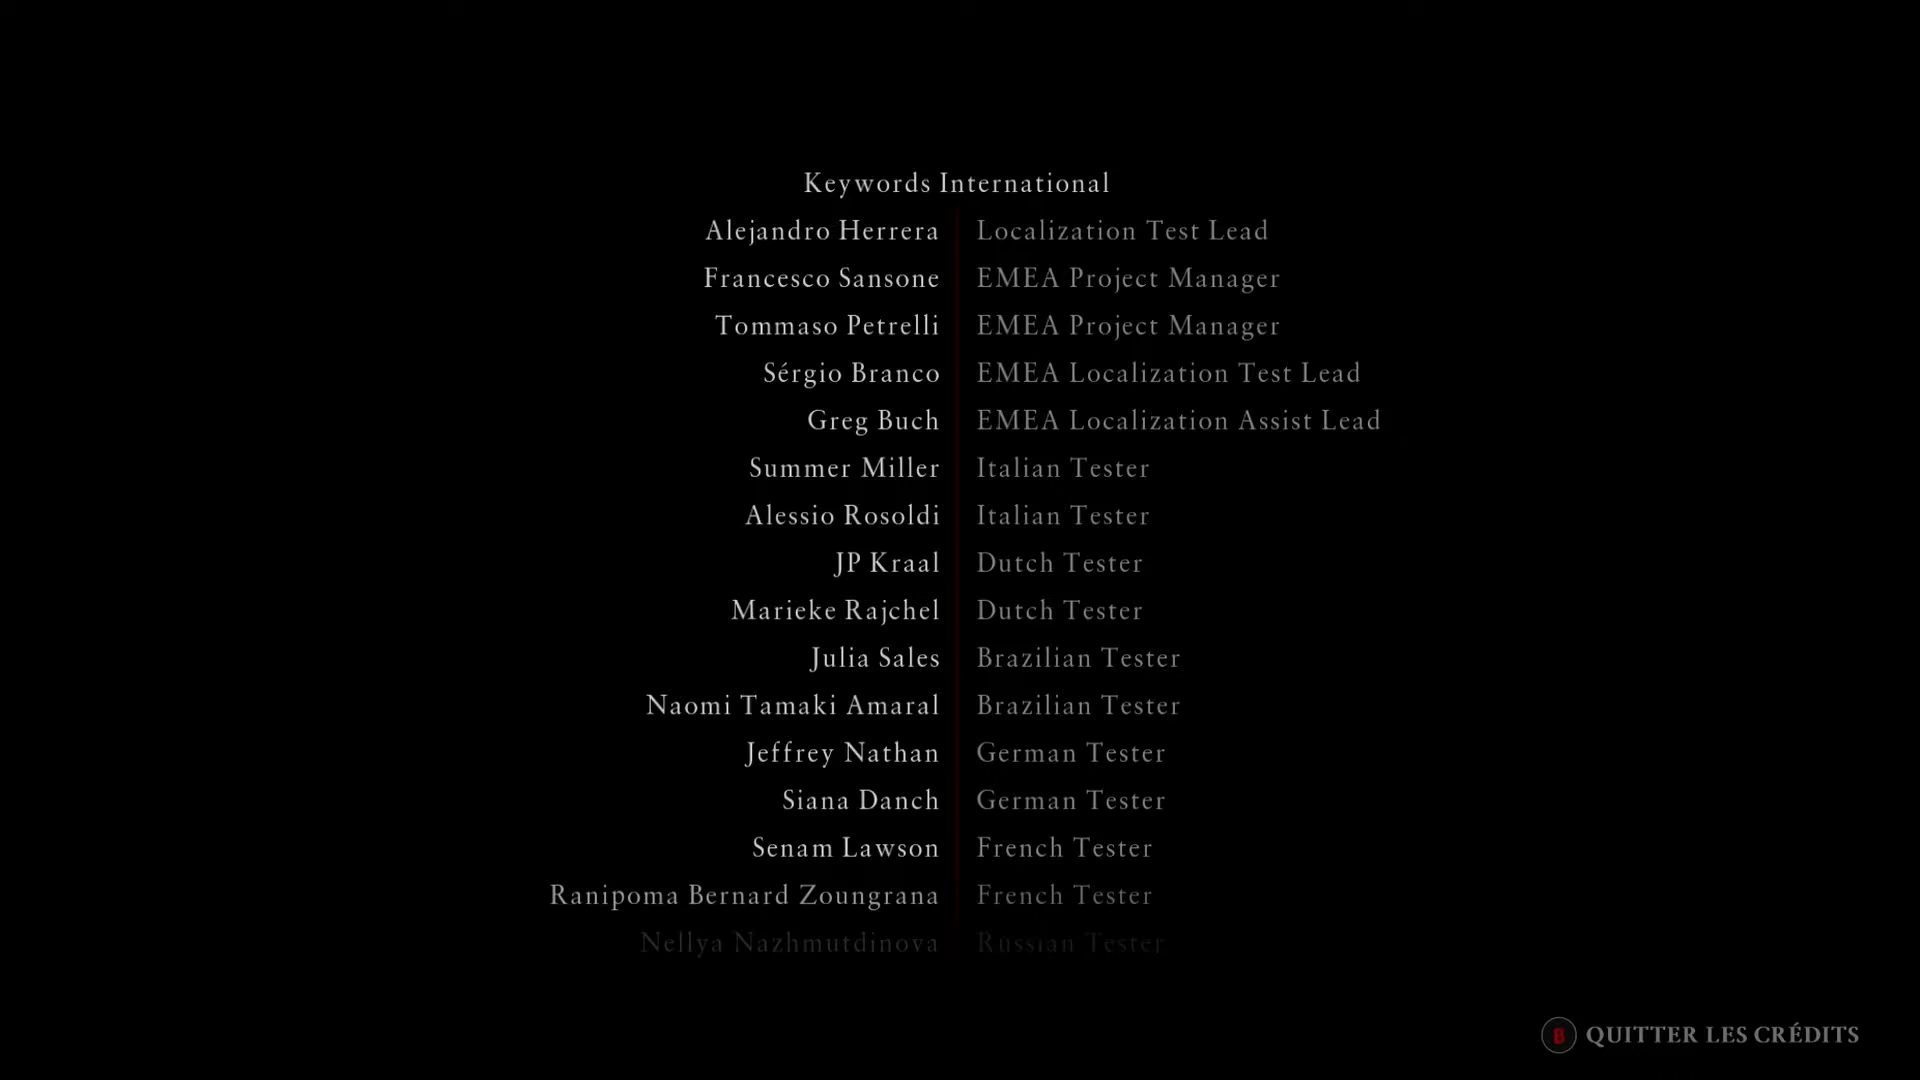 Keywords International
Alejandro Herrera Localization Test Lead
Francesco Sansone EMEA Project Manager
Tommaso Petrelli EMEA Project Manager
Sérgio Branco EMEA Localization Test Lead
Greg Buch EMEA Localization Assist Lead
Summer Miller Italian Tester
Alessio Rosoldi Italian Tester
JP Kraal Dutch Tester
Marieke Rajchel Dutch Tester
Julia Sales Brazilian Tester
Naomi Tamaki Amaral Brazilian Tester
Jeffrey Nathan German Tester
Siana Danch German Tester
Senam Lawson French Tester
Ranipoma Bernard Zoungrana French Tester
Nellya Nazhmutdinova Russian Tester
B QUITTER LES CRÉDITS